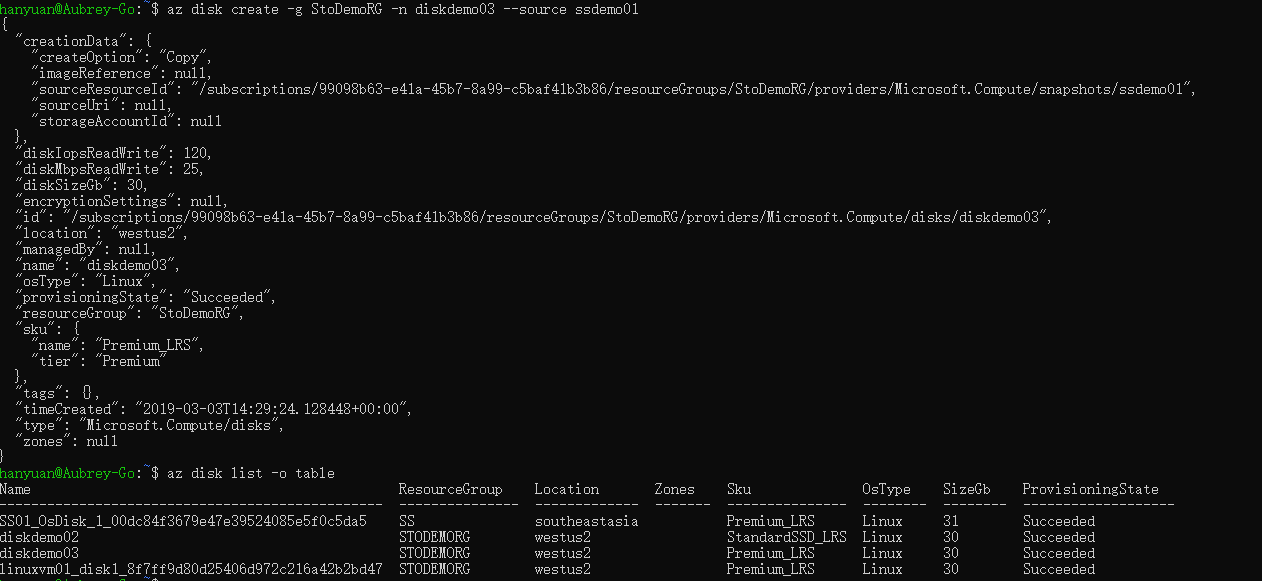 hanyuan@Aubrey-Go:~$ az disk create -g StoDemoRG -n diskdemo03 --source ssdemo01
{
  "creationData": {
    "createOption": "Copy",
    "imageReference": null,
    "sourceResourceId": "/subscriptions/99098b63-e41a-45b7-8a99-c5baf41b3b86/resourceGroups/StoDemoRG/providers/Microsoft.Compute/snapshots/ssdemo01",
    "sourceUri": null,
    "storageAccountId": null
  },
  "diskIopsReadWrite": 120,
  "diskMbpsReadWrite": 25,
  "diskSizeGb": 30,
  "encryptionSettings": null,
  "id": "/subscriptions/99098b63-e41a-45b7-8a99-c5baf41b3b86/resourceGroups/StoDemoRG/providers/Microsoft.Compute/disks/diskdemo03",
  "location": "westus2",
  "managedBy": null,
  "name": "diskdemo03",
  "osType": "Linux",
  "provisioningState": "Succeeded",
  "resourceGroup": "StoDemoRG",
  "sku": {
    "name": "Premium_LRS",
    "tier": "Premium"
  },
  "tags": {},
  "timeCreated": "2019-03-03T14:29:24.128448+00:00",
  "type": "Microsoft.Compute/disks",
  "zones": null
}
hanyuan@Aubrey-Go:~$ az disk list -o table
Name                                              ResourceGroup    Location       Zones    Sku              OsType    SizeGb    ProvisioningState
------------------------------------------------  ---------------  -------------  -------  ---------------  --------  --------  -------------------
SS01_OsDisk_1_00dc84f3679e47e39524085e5f0c5da5    SS               southeastasia           Premium_LRS      Linux     31        Succeeded
diskdemo02                                        STODEMORG        westus2                 StandardSSD_LRS  Linux     30        Succeeded
diskdemo03                                        STODEMORG        westus2                 Premium_LRS      Linux     30        Succeeded
linuxvm01_disk1_8f7ff9d80d25406d972c216a42b2bd47  STODEMORG        westus2                 Premium_LRS      Linux     30        Succeeded
hanyuan@Aubrey-Go:~$